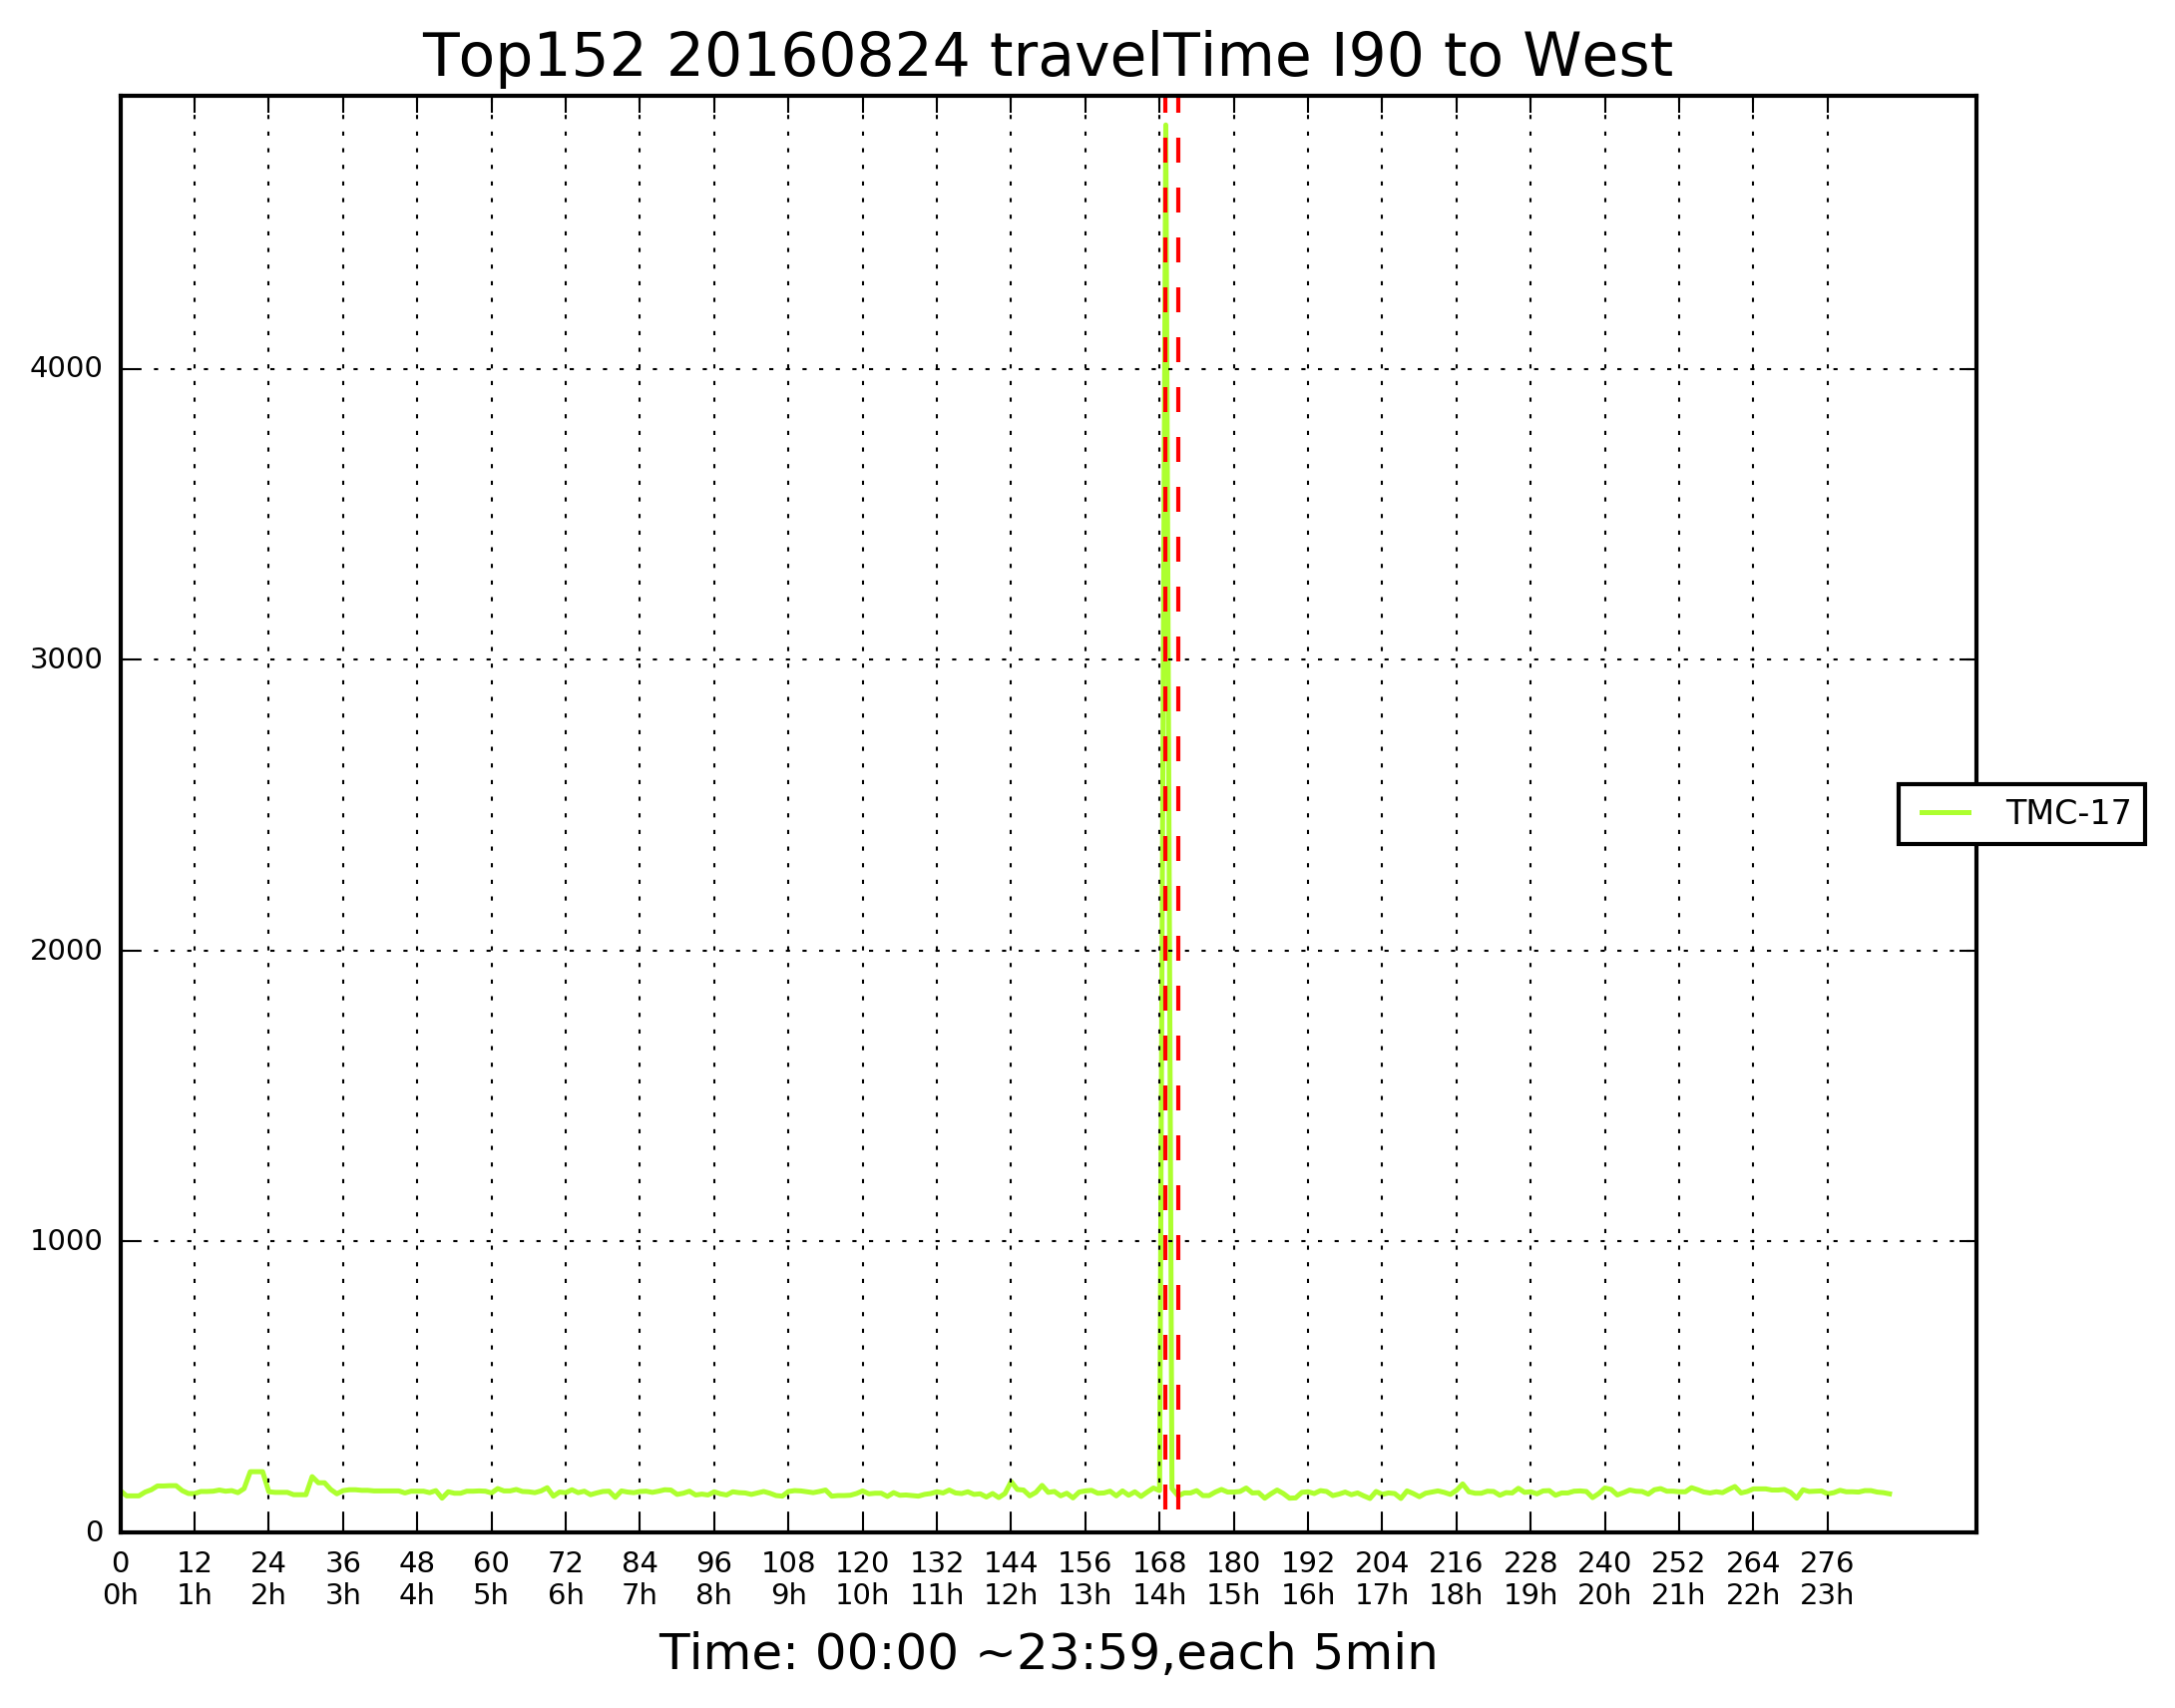 Top152 20160824 travelTime I90 to West
4000
3000
TMC-17
2000
1000
0
0 12 24 36 48 60 72 84 96 108 120 132 144 156 168 180 192 204 216 228 240 252 264 276
0h 1h 2h 3h 4h 5h 6h 7h 8h 9h 10h 11h 12h 13h 14h 15h 16h 17h 18h 19h 20h 21h 22h 23h
Time: 00:00 ~23:59,each 5min